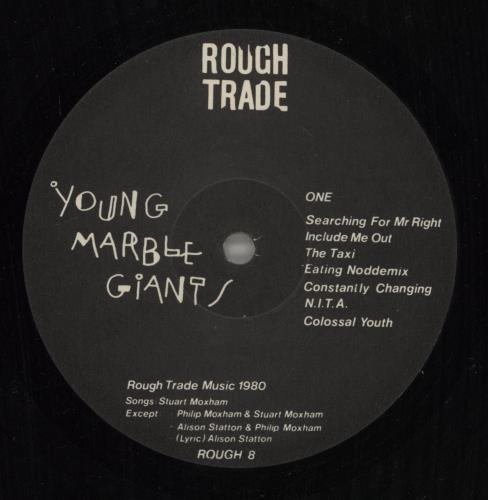 ROUGH
TRADE
YOUNG
MARBLE
GIANTS
ONE
Searching For Mr Right
Include Me Out
The Taxi
Eating Noddemix
Constantly Changing
N.I.T.A.
Colossal Youth
Rough Trade Music 1980
Songs: Stuart Moxham
Except · Philip Moxham & Stuart Moxham
· Alison Statton & Philip Moxham
(Lyric) Alison Statton
ROUGH 8